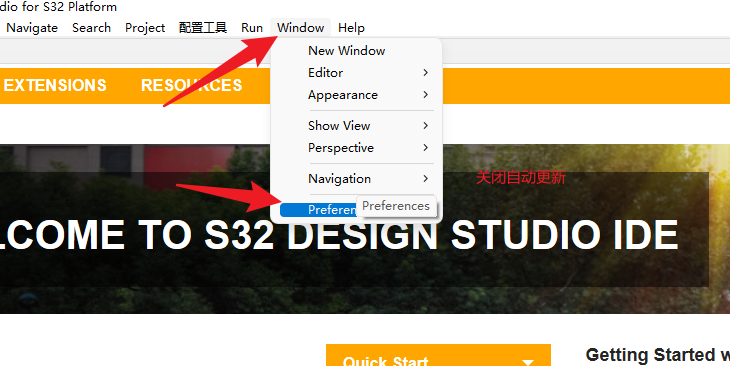 dio for S32 Platform
Navigate Search Project 配置工具 Run Window Help
New Window
EXTENSIONS RESOURCES
Editor
Appearance
Show View
Perspective
Navigation
关闭自动更新
Preferen
Preferences
LCOME TO S32 DESIGN STUDIO IDE
Quick Start
Getting Started w